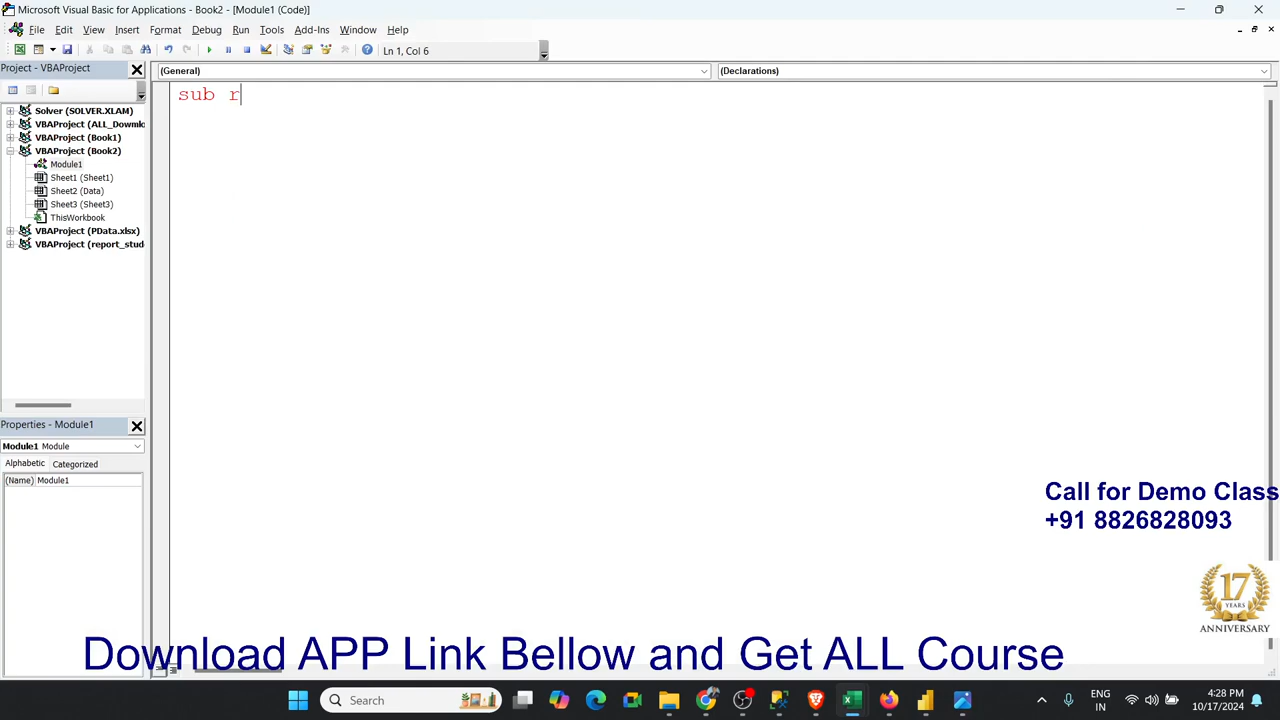 Microsoft Visual Basic for Applications - Book2 - [Module1 (Code)]
File Edit View Insert Format Debug Run Tools Add-Ins Window Help
Ln 1, Col 6
Project - VBAProject
(General)
(Declarations)
sub r
Solver (SOLVER.XLAM)
VBAProject (ALL_Downlo
VBAProject (Book1)
VBAProject (Book2)
Module1
Sheet1 (Sheet1)
Sheet2 (Data)
Sheet3 (Sheet3)
ThisWorkbook
VBAProject (PData.xlsx)
VBAProject (report_stud
Properties - Module1
Module1 Module
Alphabetic Categorized
(Name) Module1
Call for Demo Class
+91 8826828093
17
YEARS
ANNIVERSARY
Download APP Link Bellow and Get ALL Course
Search
ENG
IN
4:28 PM
10/17/2024